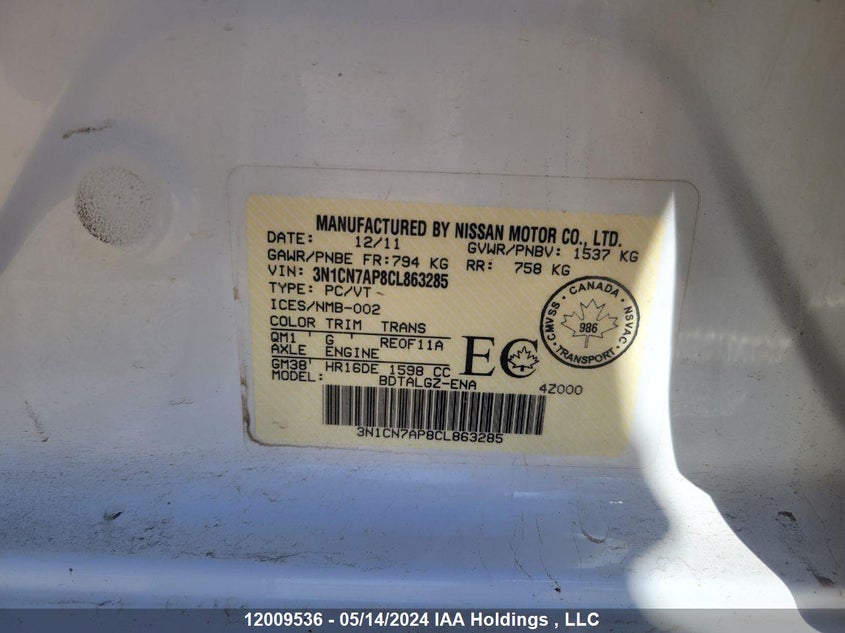 MANUFACTURED BY NISSAN MOTOR CO., LTD.
DATE: 12/11 GVWR/PNBV: 1537 KG
GAWR/PNBE FR: 794 KG RR: 758 KG
VIN: 3N1CN7AP8CL863285
TYPE: PC/VT
ICES/NMB-002
COLOR TRIM TRANS
QM1 G REOF11A
AXLE ENGINE
GM38 HR16DE 1598 CC
MODEL: BDTALGZ-ENA
EC
4Z000
CMVSS • CANADA • NSVAC • TRANSPORT •
986
3N1CN7AP8CL863285
12009536 - 05/14/2024 IAA Holdings , LLC